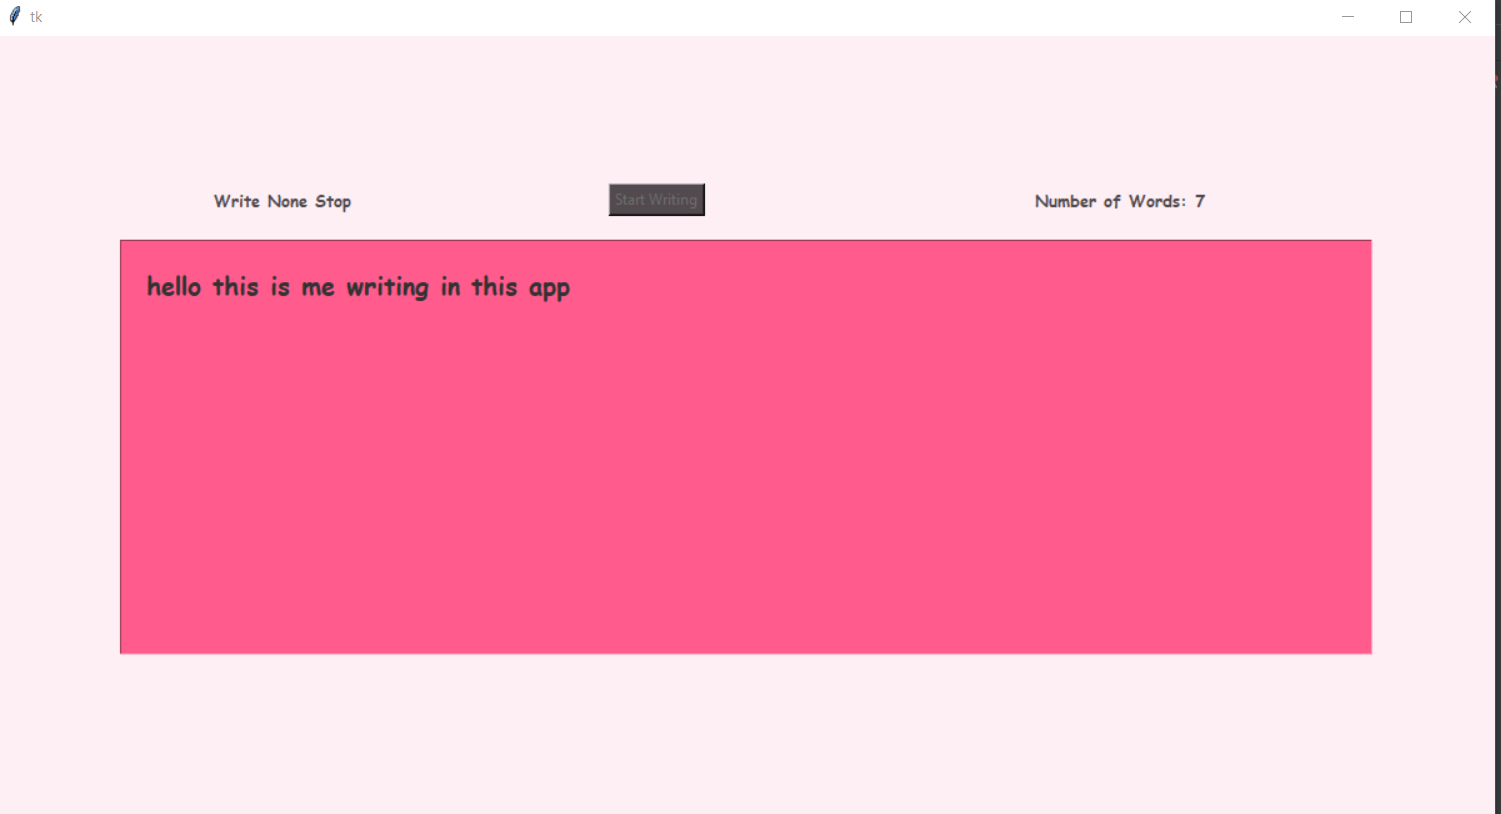 tk
Write None Stop
Start Writing
Number of Words: 7
hello this is me writing in this app